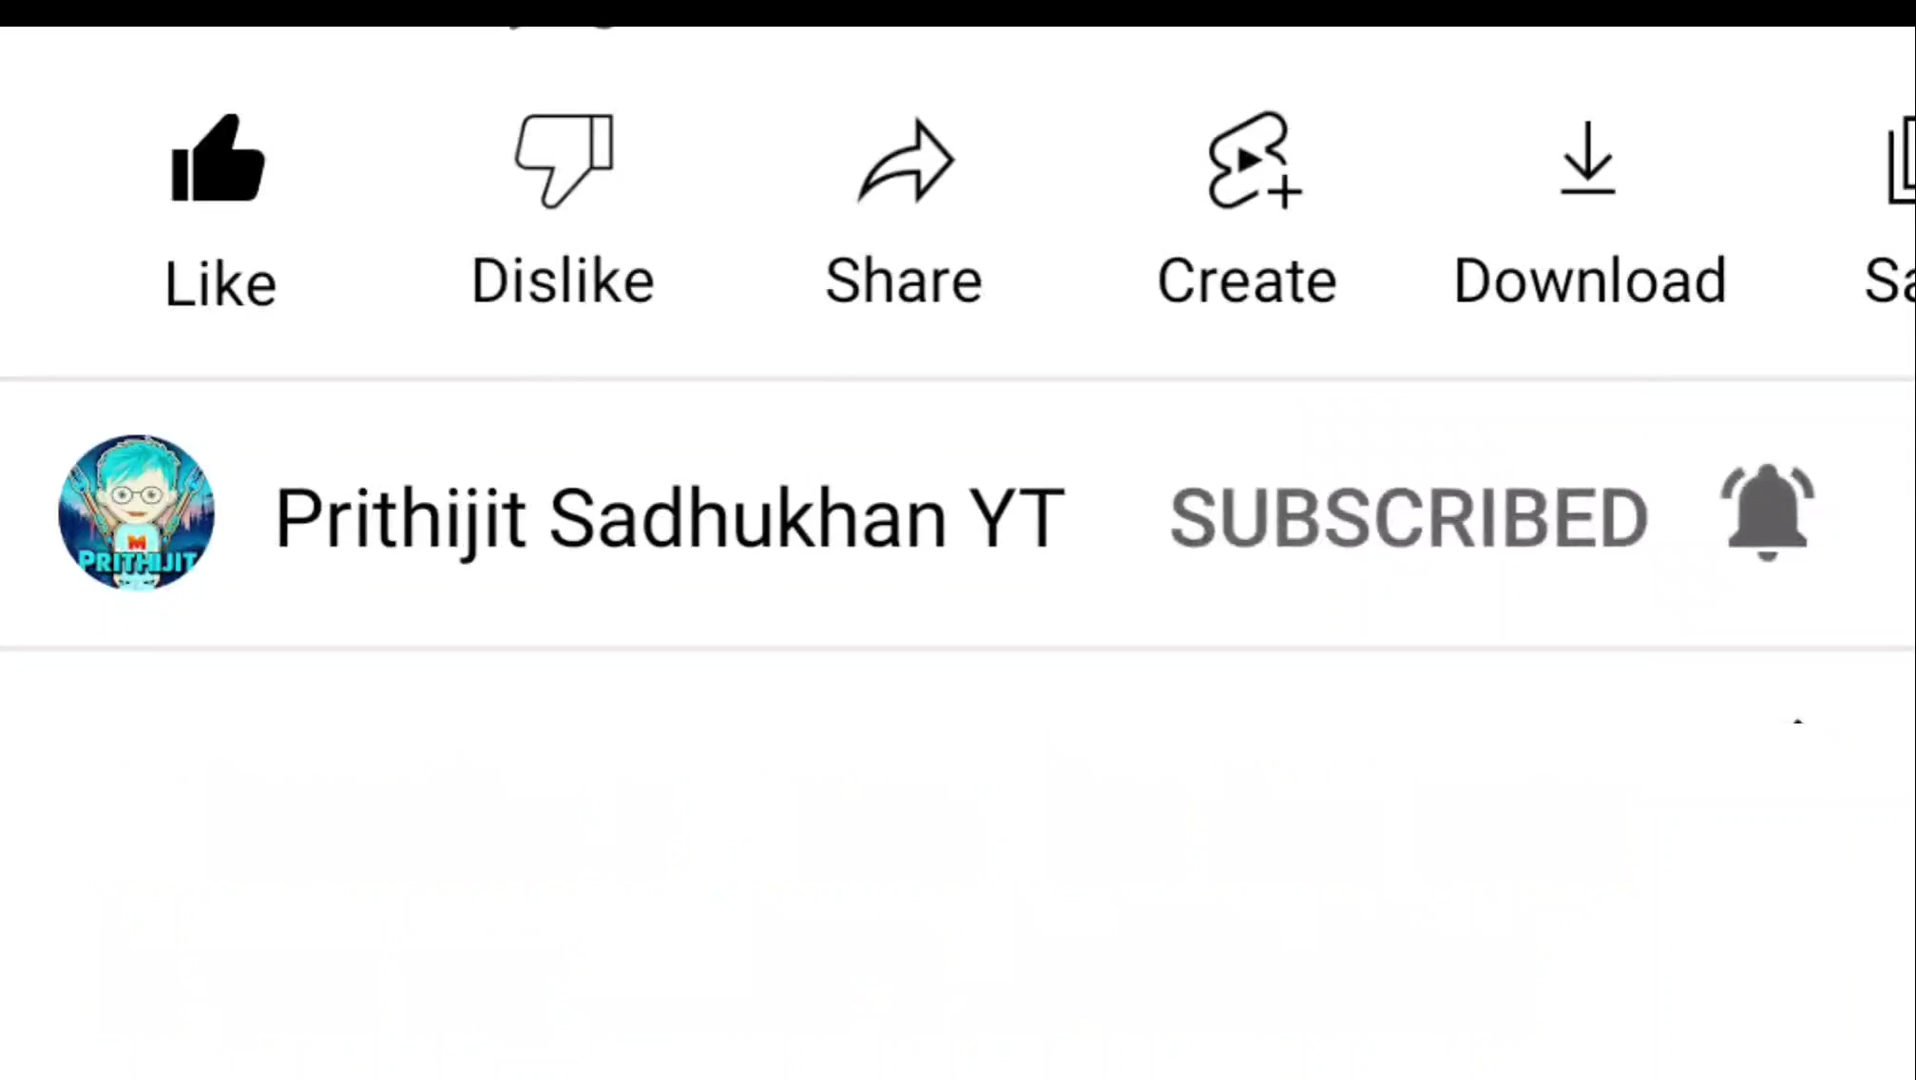 Like Dislike Share Create Download
Prithijit Sadhukhan YT SUBSCRIBED
PRITHIJIT